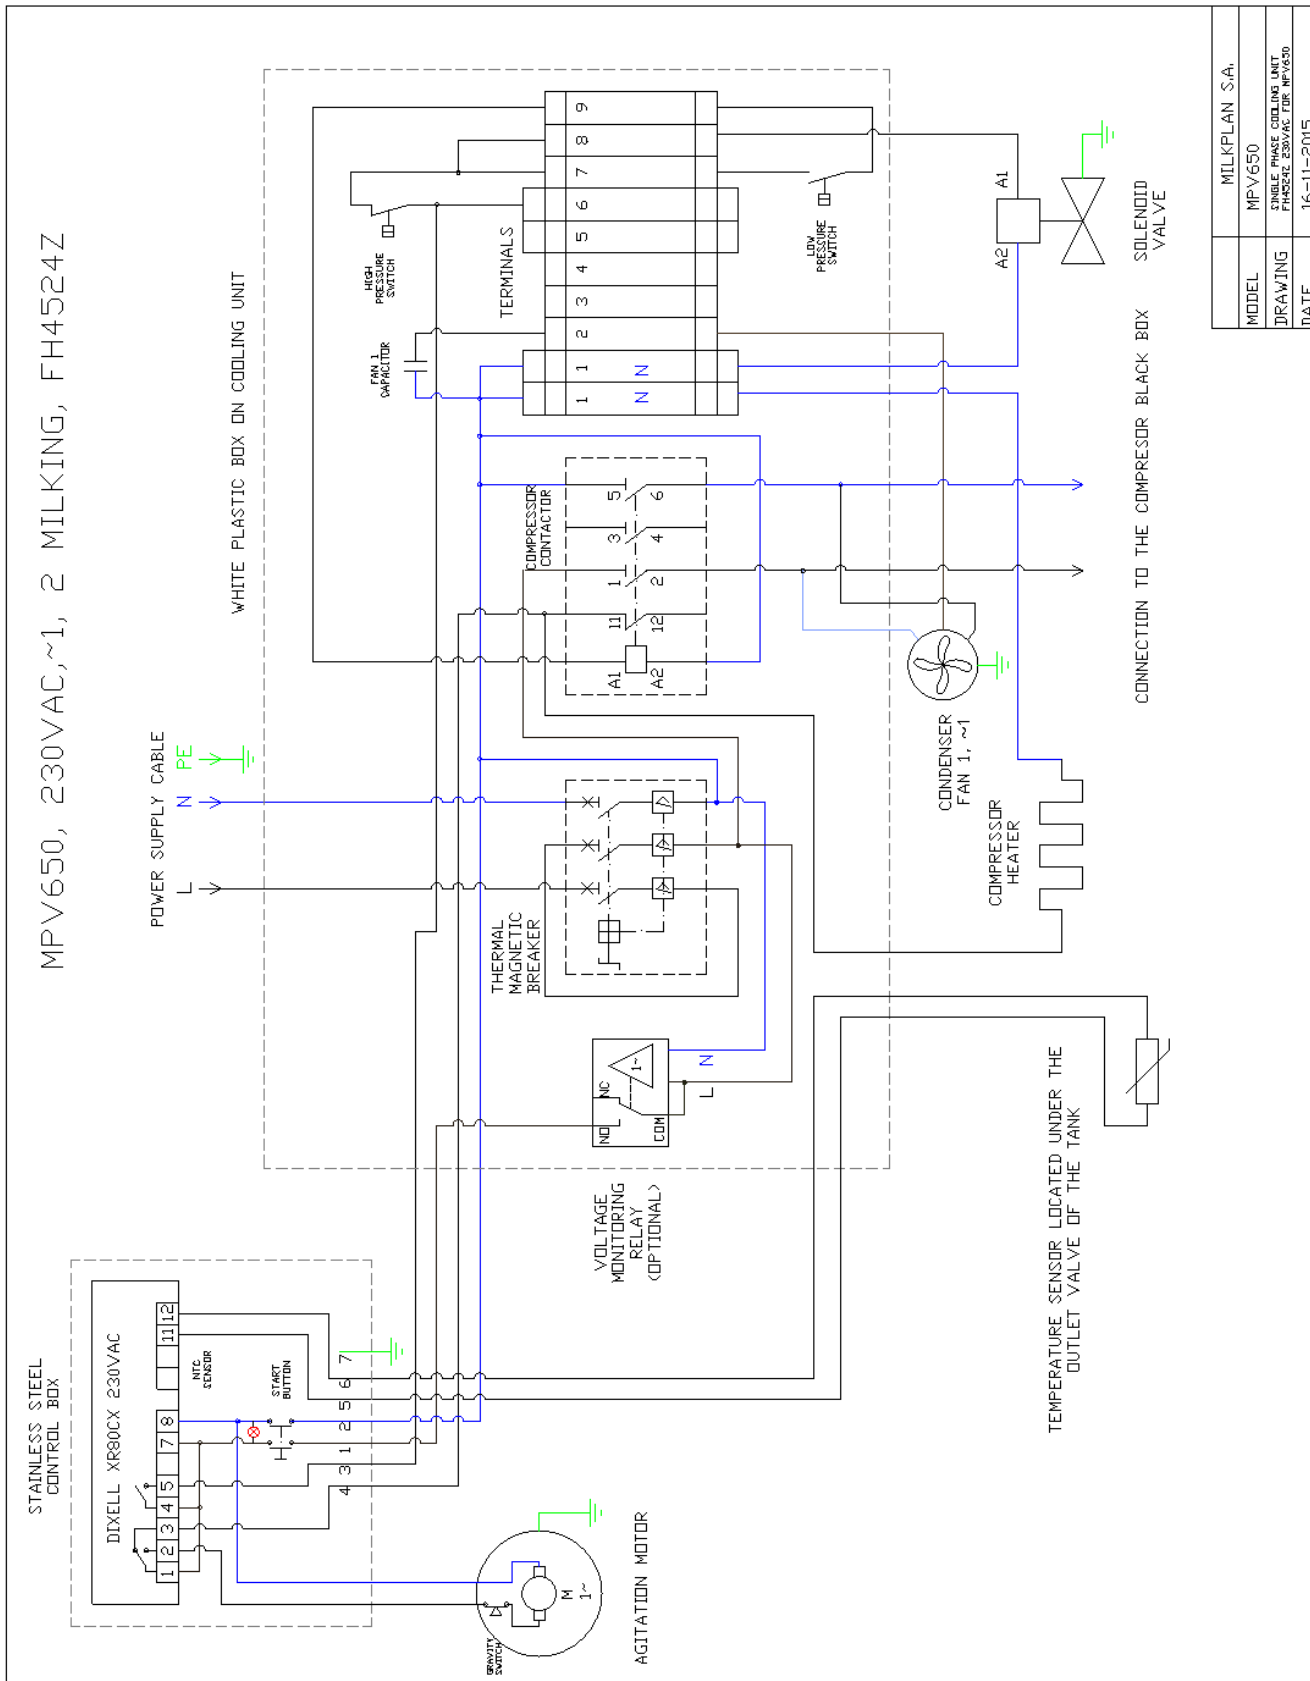 MPV650, 230VAC,~1, 2 MILKING, FH4524Z
STAINLESS STEEL
CONTROL BOX
DIXELL XR80CX 230VAC
1 2 3 4 5 7 8 11 12
NTC
SENSOR
START
BUTTON
4 3 1 2 5 6 7
GRAVITY
SWITCH
M
1~
AGITATION MOTOR
POWER SUPPLY CABLE
L N PE
WHITE PLASTIC BOX ON COOLING UNIT
VOLTAGE
MONITORING
RELAY
(OPTIONAL)
NO NC
COM
1~
L N
THERMAL
MAGNETIC
BREAKER
COMPRESSOR
CONTACTOR
A1 11 1 3 5
A2 12 2 4 6
FAN 1
CAPACITOR
HIGH
PRESSURE
SWITCH
TERMINALS
1 1 2 3 4 5 6 7 8 9
N N
LOW
PRESSURE
SWITCH
CONDENSER
FAN 1, ~1
COMPRESSOR
HEATER
A2 A1
SOLENOID
VALVE
CONNECTION TO THE COMPRESOR BLACK BOX
TEMPERATURE SENSOR LOCATED UNDER THE
OUTLET VALVE OF THE TANK
MILKPLAN S.A.
MODEL MPV650
DRAWING SINGLE PHASE COOLING UNIT
FH4524Z 230VAC FOR MPV650
DATE 16-11-2015